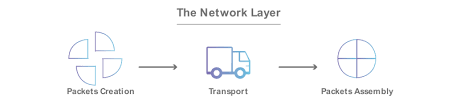 The Network Layer
Packets Creation
Transport
Packets Assembly